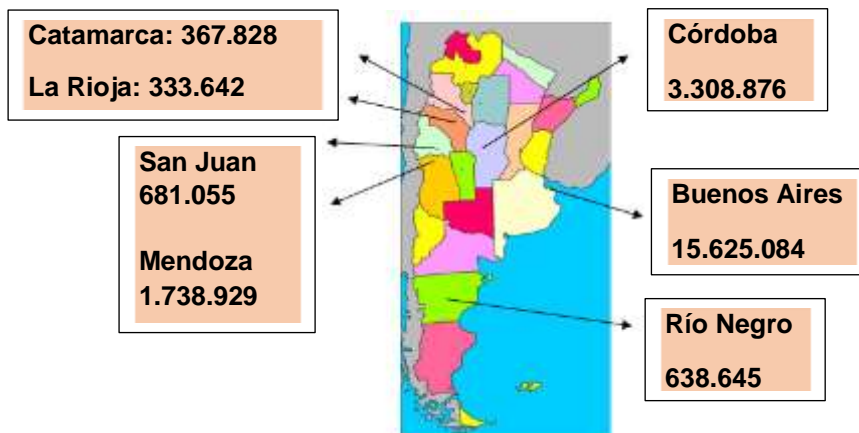 Catamarca: 367.828
La Rioja: 333.642
San Juan
681.055
Mendoza
1.738.929
Córdoba
3.308.876
Buenos Aires
15.625.084
Río Negro
638.645